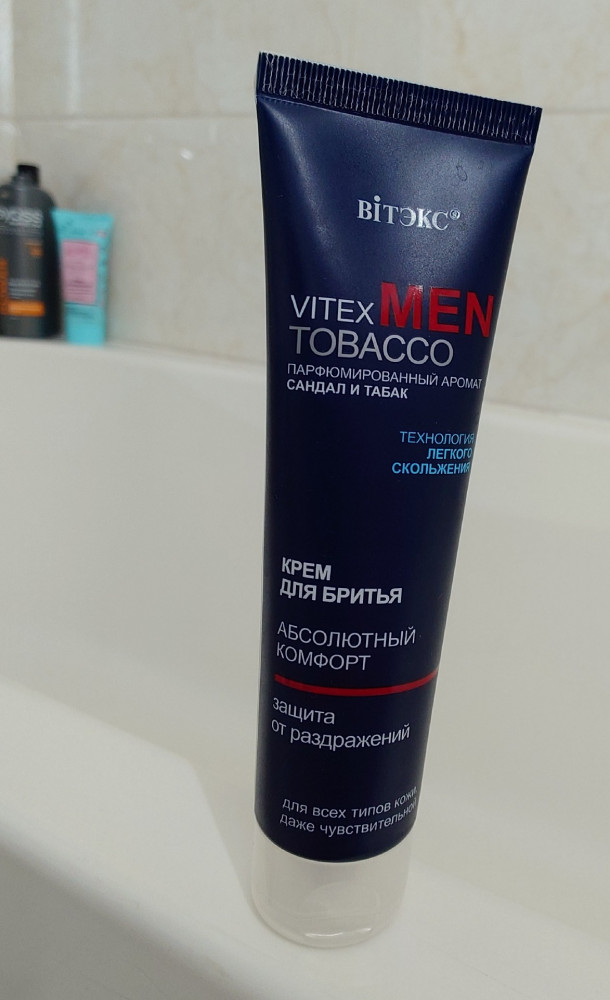 ВіТЭКС®
VITEX MEN
TOBACCO
ПАРФЮМИРОВАННЫЙ АРОМАТ
САНДАЛ И ТАБАК
ТЕХНОЛОГИЯ
ЛЕГКОГО
СКОЛЬЖЕНИЯ
КРЕМ
ДЛЯ БРИТЬЯ
АБСОЛЮТНЫЙ
КОМФОРТ
защита
от раздражений
для всех типов кожи,
даже чувствительной